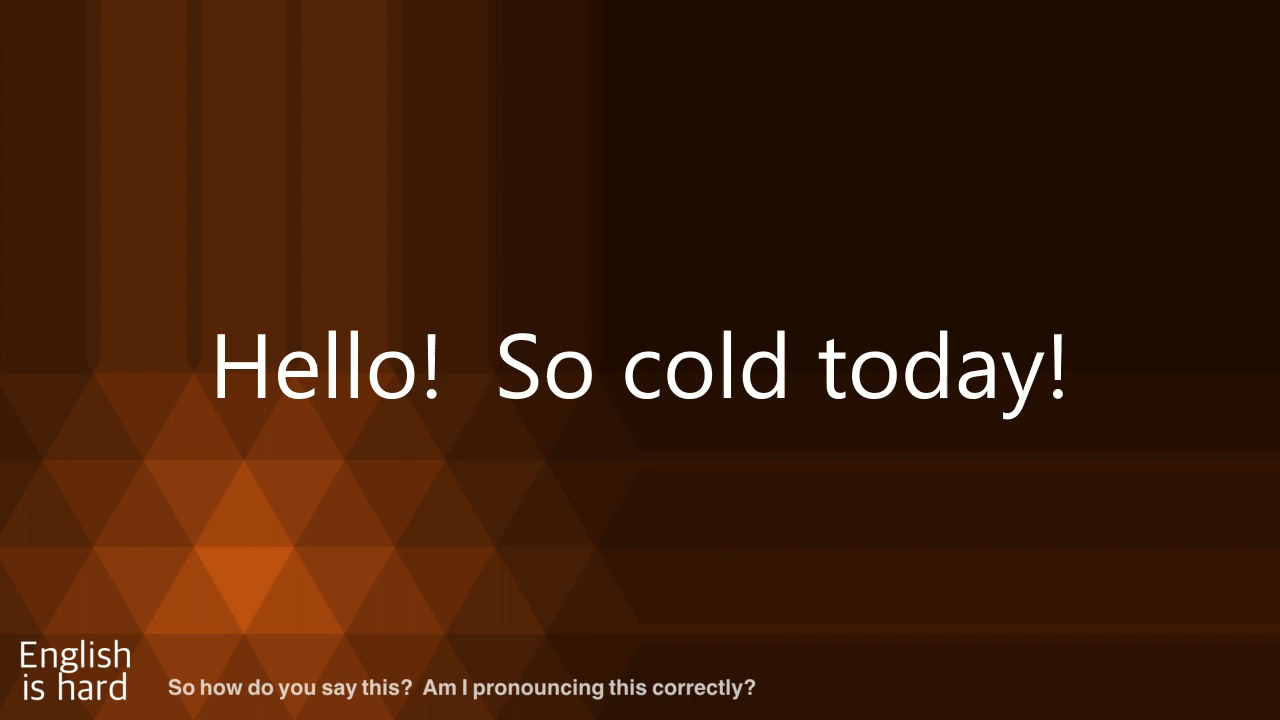 Hello!  So cold today!
English
is hard
So how do you say this?  Am I pronouncing this correctly?